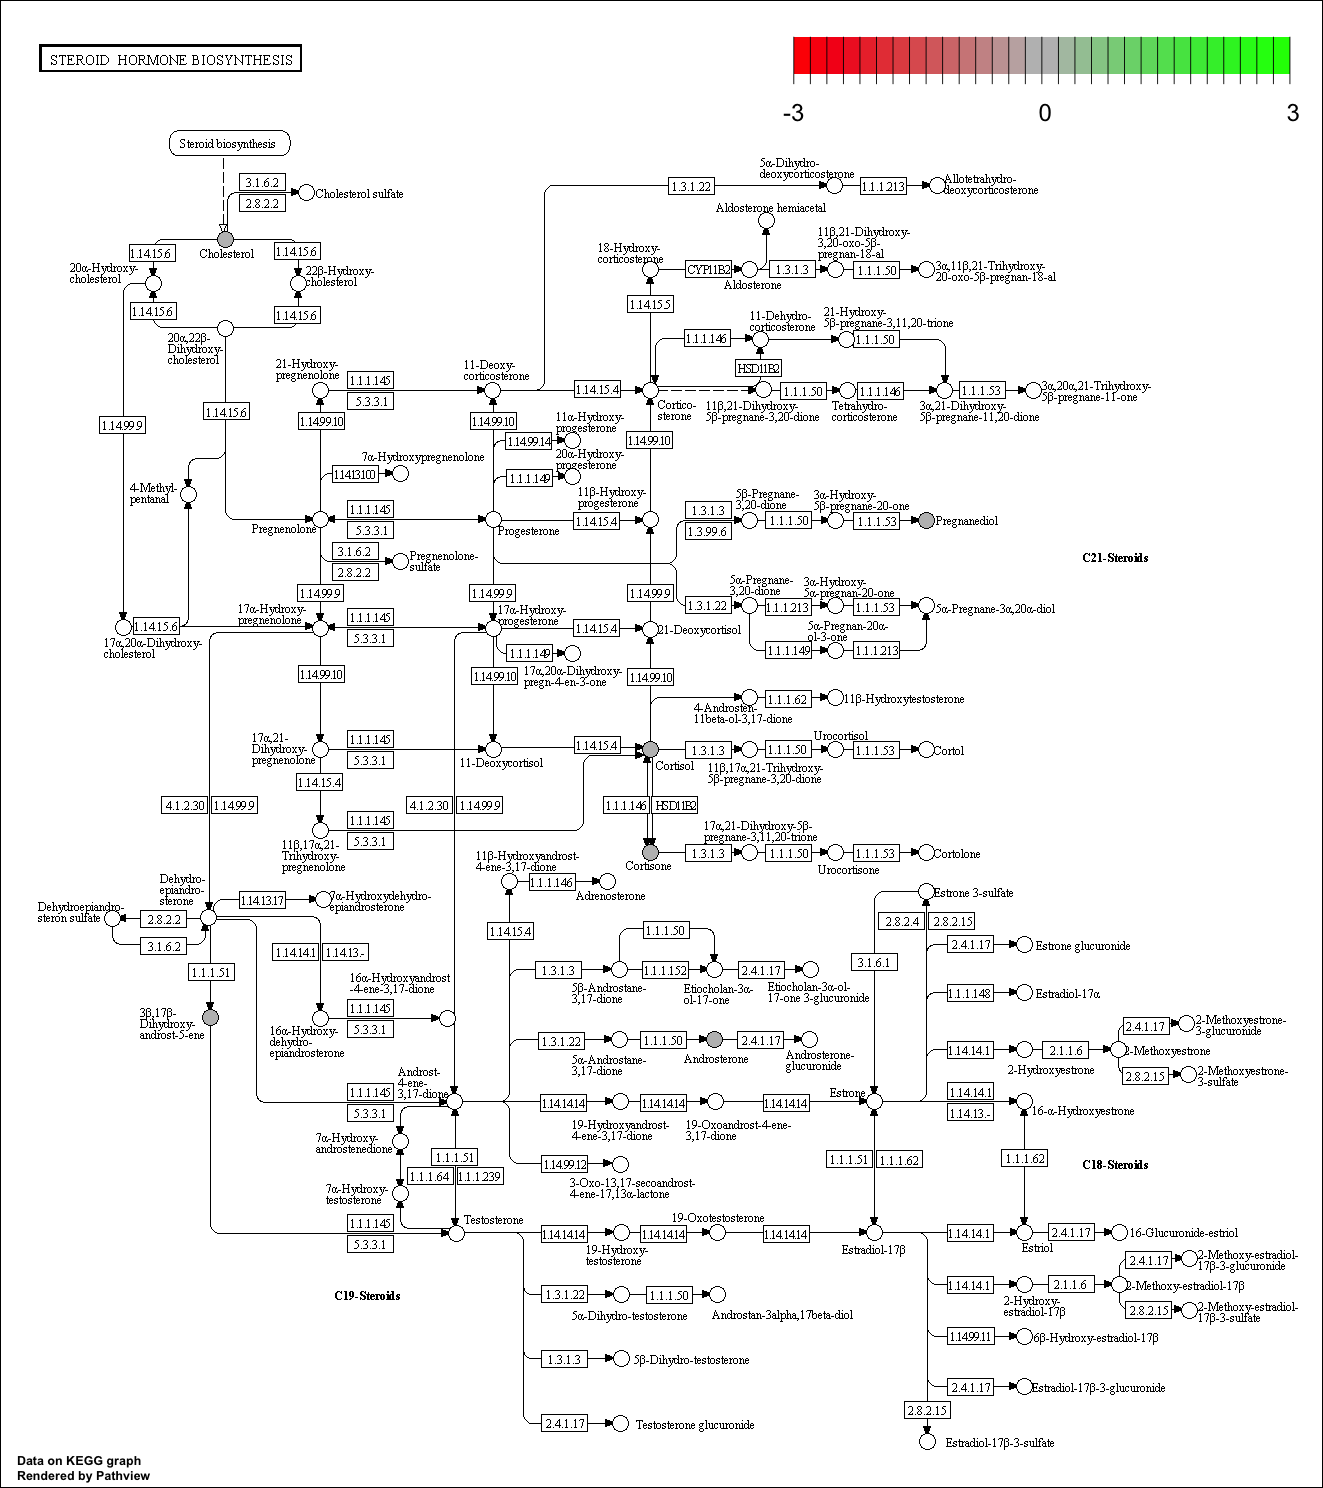 STEROID HORMONE BIOSYNTHESIS
-3
0
3
Steroid biosynthesis
3.1.6.2
2.8.2.2
Cholesterol sulfate
1.14.15.6
1.14.15.6
Cholesterol
20α-Hydroxy-
cholesterol
22β-Hydroxy-
cholesterol
1.14.15.6
1.14.15.6
20α,22β-
Dihydroxy-
cholesterol
1.14.15.6
1.14.99.9
4-Methyl-
pentanal
5α-Dihydro-
deoxycorticosterone
1.3.1.22
1.1.1.213
Allotetrahydro-
deoxycorticosterone
Aldosterone hemiacetal
18-Hydroxy-
corticosterone
CYP11B2
Aldosterone
1.3.1.3
11β,21-Dihydroxy-
3,20-oxo-5β-
pregnan-18-al
1.1.1.50
3α,11β,21-Trihydroxy-
20-oxo-5β-pregnan-18-al
1.14.15.5
1.1.1.146
11-Dehydro-
corticosterone
21-Hydroxy-
5β-pregnane-3,11,20-trione
1.1.1.50
HSD11B2
21-Hydroxy-
pregnenolone
1.1.1.145
5.3.3.1
11-Deoxy-
corticosterone
1.14.15.4
Cortico-
sterone
1.1.1.50
11β,21-Dihydroxy-
5β-pregnane-3,20-dione
1.1.1.146
Tetrahydro-
corticosterone
1.1.1.53
3α,21-Dihydroxy-
5β-pregnane-11,20-dione
3α,20α,21-Trihydroxy-
5β-pregnane-11-one
1.14.99.10
1.14.99.10
1.14.99.10
1.14.99.14
11α-Hydroxy-
progesterone
1.1.1.149
20α-Hydroxy-
progesterone
7α-Hydroxypregnenolone
1.14.13.100
11β-Hydroxy-
progesterone
Pregnenolone
1.1.1.145
5.3.3.1
Progesterone
1.14.15.4
1.3.1.3
1.3.99.6
5β-Pregnane-
3,20-dione
1.1.1.50
3α-Hydroxy-
5β-pregnane-20-one
1.1.1.53
Pregnanediol
C21-Steroids
3.1.6.2
2.8.2.2
Pregnenolone-
sulfate
1.14.99.9
1.14.99.9
1.14.99.9
1.3.1.22
5α-Pregnane-
3,20-dione
1.1.1.213
3α-Hydroxy-
5α-pregnan-20-one
1.1.1.53
5α-Pregnane-3α,20α-diol
1.1.1.149
5α-Pregnan-20α-
ol-3-one
1.1.1.213
1.14.15.6
17α,20α-Dihydroxy-
cholesterol
17α-Hydroxy-
pregnenolone
1.1.1.145
5.3.3.1
17α-Hydroxy-
progesterone
1.14.15.4
21-Deoxycortisol
1.1.1.149
17α,20α-Dihydroxy-
pregn-4-en-3-one
1.14.99.10
1.14.99.10
1.14.99.10
4-Androsten-
11beta-ol-3,17-dione
1.1.1.62
11β-Hydroxytestosterone
17α,21-
Dihydroxy-
pregnenolone
1.1.1.145
5.3.3.1
11-Deoxycortisol
1.14.15.4
Cortisol
1.3.1.3
11β,17α,21-Trihydroxy-
5β-pregnane-3,20-dione
1.1.1.50
Urocortisol
1.1.1.53
Cortol
1.14.15.4
4.1.2.30
1.14.99.9
4.1.2.30
1.14.99.9
1.1.1.146
HSD11B2
1.1.1.145
5.3.3.1
11β,17α,21-
Trihydroxy-
pregnenolone
Cortisone
1.3.1.3
17α,21-Dihydroxy-5β-
pregnane-3,11,20-trione
1.1.1.50
Urocortisone
1.1.1.53
Cortolone
11β-Hydroxyandrost-
4-ene-3,17-dione
1.1.1.146
Adrenosterone
Dehydro-
epiandro-
sterone
1.14.13.17
7α-Hydroxydehydro-
epiandrosterone
Dehydroepiandro-
steron sulfate
2.8.2.2
3.1.6.2
1.1.1.51
1.14.14.1
1.14.13.-
1.14.15.4
Estrone 3-sulfate
2.8.2.4
2.8.2.15
3.1.6.1
2.4.1.17
Estrone glucuronide
1.1.1.50
1.3.1.3
5β-Androstane-
3,17-dione
1.1.1.152
Etiocholan-3α-
ol-17-one
2.4.1.17
Etiocholan-3α-ol-
17-one 3-glucuronide
1.1.1.148
Estradiol-17α
3β,17β-
Dihydroxy-
androst-5-ene
16α-Hydroxy-
dehydro-
epiandrosterone
1.1.1.145
5.3.3.1
16α-Hydroxyandrost
-4-ene-3,17-dione
1.3.1.22
5α-Androstane-
3,17-dione
1.1.1.50
Androsterone
2.4.1.17
Androsterone-
glucuronide
1.14.14.1
2-Hydroxyestrone
2.1.1.6
2-Methoxyestrone
2.4.1.17
2-Methoxyestrone-
3-glucuronide
2.8.2.15
2-Methoxyestrone-
3-sulfate
1.1.1.145
5.3.3.1
Androst-
4-ene-
3,17-dione
1.14.14.14
19-Hydroxyandrost-
4-ene-3,17-dione
1.14.14.14
19-Oxoandrost-4-ene-
3,17-dione
1.14.14.14
Estrone
1.14.14.1
1.14.13.-
16-α-Hydroxyestrone
7α-Hydroxy-
androstenedione
1.1.1.51
1.1.1.64
1.1.1.239
1.14.99.12
3-Oxo-13,17-secoandrost-
4-ene-17,13α-lactone
1.1.1.51
1.1.1.62
1.1.1.62
C18-Steroids
7α-Hydroxy-
testosterone
1.1.1.145
5.3.3.1
Testosterone
1.14.14.14
19-Hydroxy-
testosterone
1.14.14.14
19-Oxotestosterone
1.14.14.14
Estradiol-17β
1.14.14.1
Estriol
2.4.1.17
16-Glucuronide-estriol
1.14.14.1
2-Hydroxy-
estradiol-17β
2.1.1.6
2-Methoxy-estradiol-17β
2.4.1.17
2-Methoxy-estradiol-
17β-3-glucuronide
2.8.2.15
2-Methoxy-estradiol-
17β-3-sulfate
C19-Steroids
1.3.1.22
5α-Dihydro-testosterone
1.1.1.50
Androstan-3alpha,17beta-diol
1.14.99.11
6β-Hydroxy-estradiol-17β
1.3.1.3
5β-Dihydro-testosterone
2.4.1.17
Estradiol-17β-3-glucuronide
2.4.1.17
Testosterone glucuronide
2.8.2.15
Estradiol-17β-3-sulfate
Data on KEGG graph
Rendered by Pathview